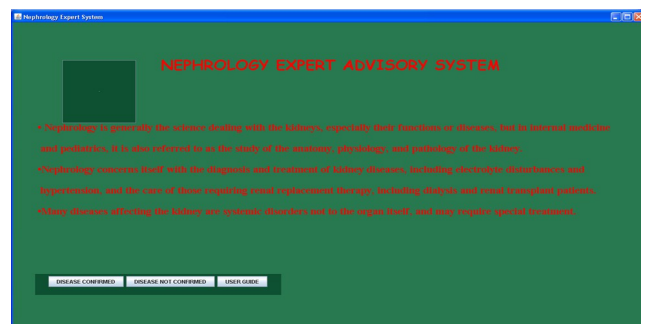 Nephrology Expert System
NEPHROLOGY EXPERT ADVISORY SYSTEM
• Nephrology is generally the science dealing with the kidneys, especially their functions or diseases, but in internal medicine
and pediatrics, it is also referred to as the study of the anatomy, physiology, and pathology of the kidney.
•Nephrology concerns itself with the diagnosis and treatment of kidney diseases, including electrolyte disturbances and
hypertension, and the care of those requiring renal replacement therapy, including dialysis and renal transplant patients.
•Many diseases affecting the kidney are systemic disorders not to the organ itself, and may require special treatment.
DISEASE CONFIRMED DISEASE NOT CONFIRMED USER GUIDE